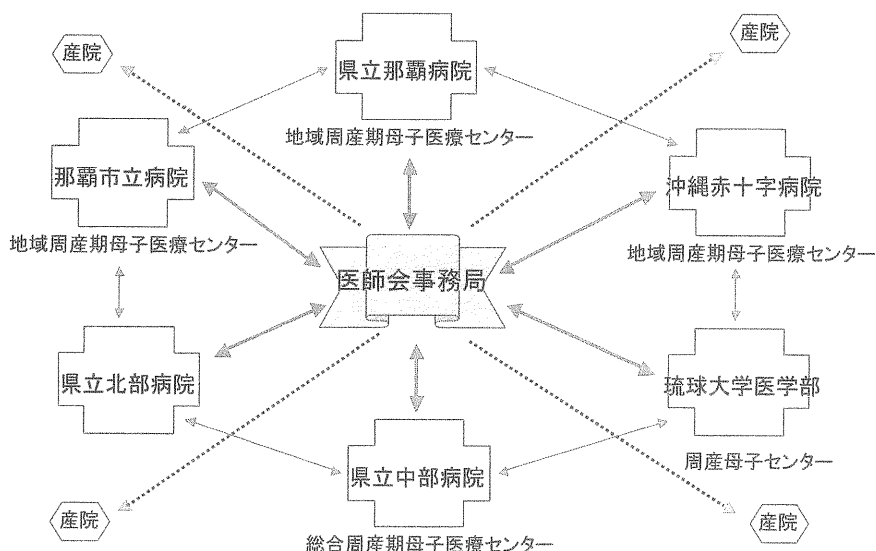 産院
産院
県立那覇病院
地域周産期母子医療センター
那覇市立病院
地域周産期母子医療センター
沖縄赤十字病院
地域周産期母子医療センター
医師会事務局
県立北部病院
琉球大学医学部
周産母子センター
県立中部病院
総合周産期母子医療センター
産院
産院